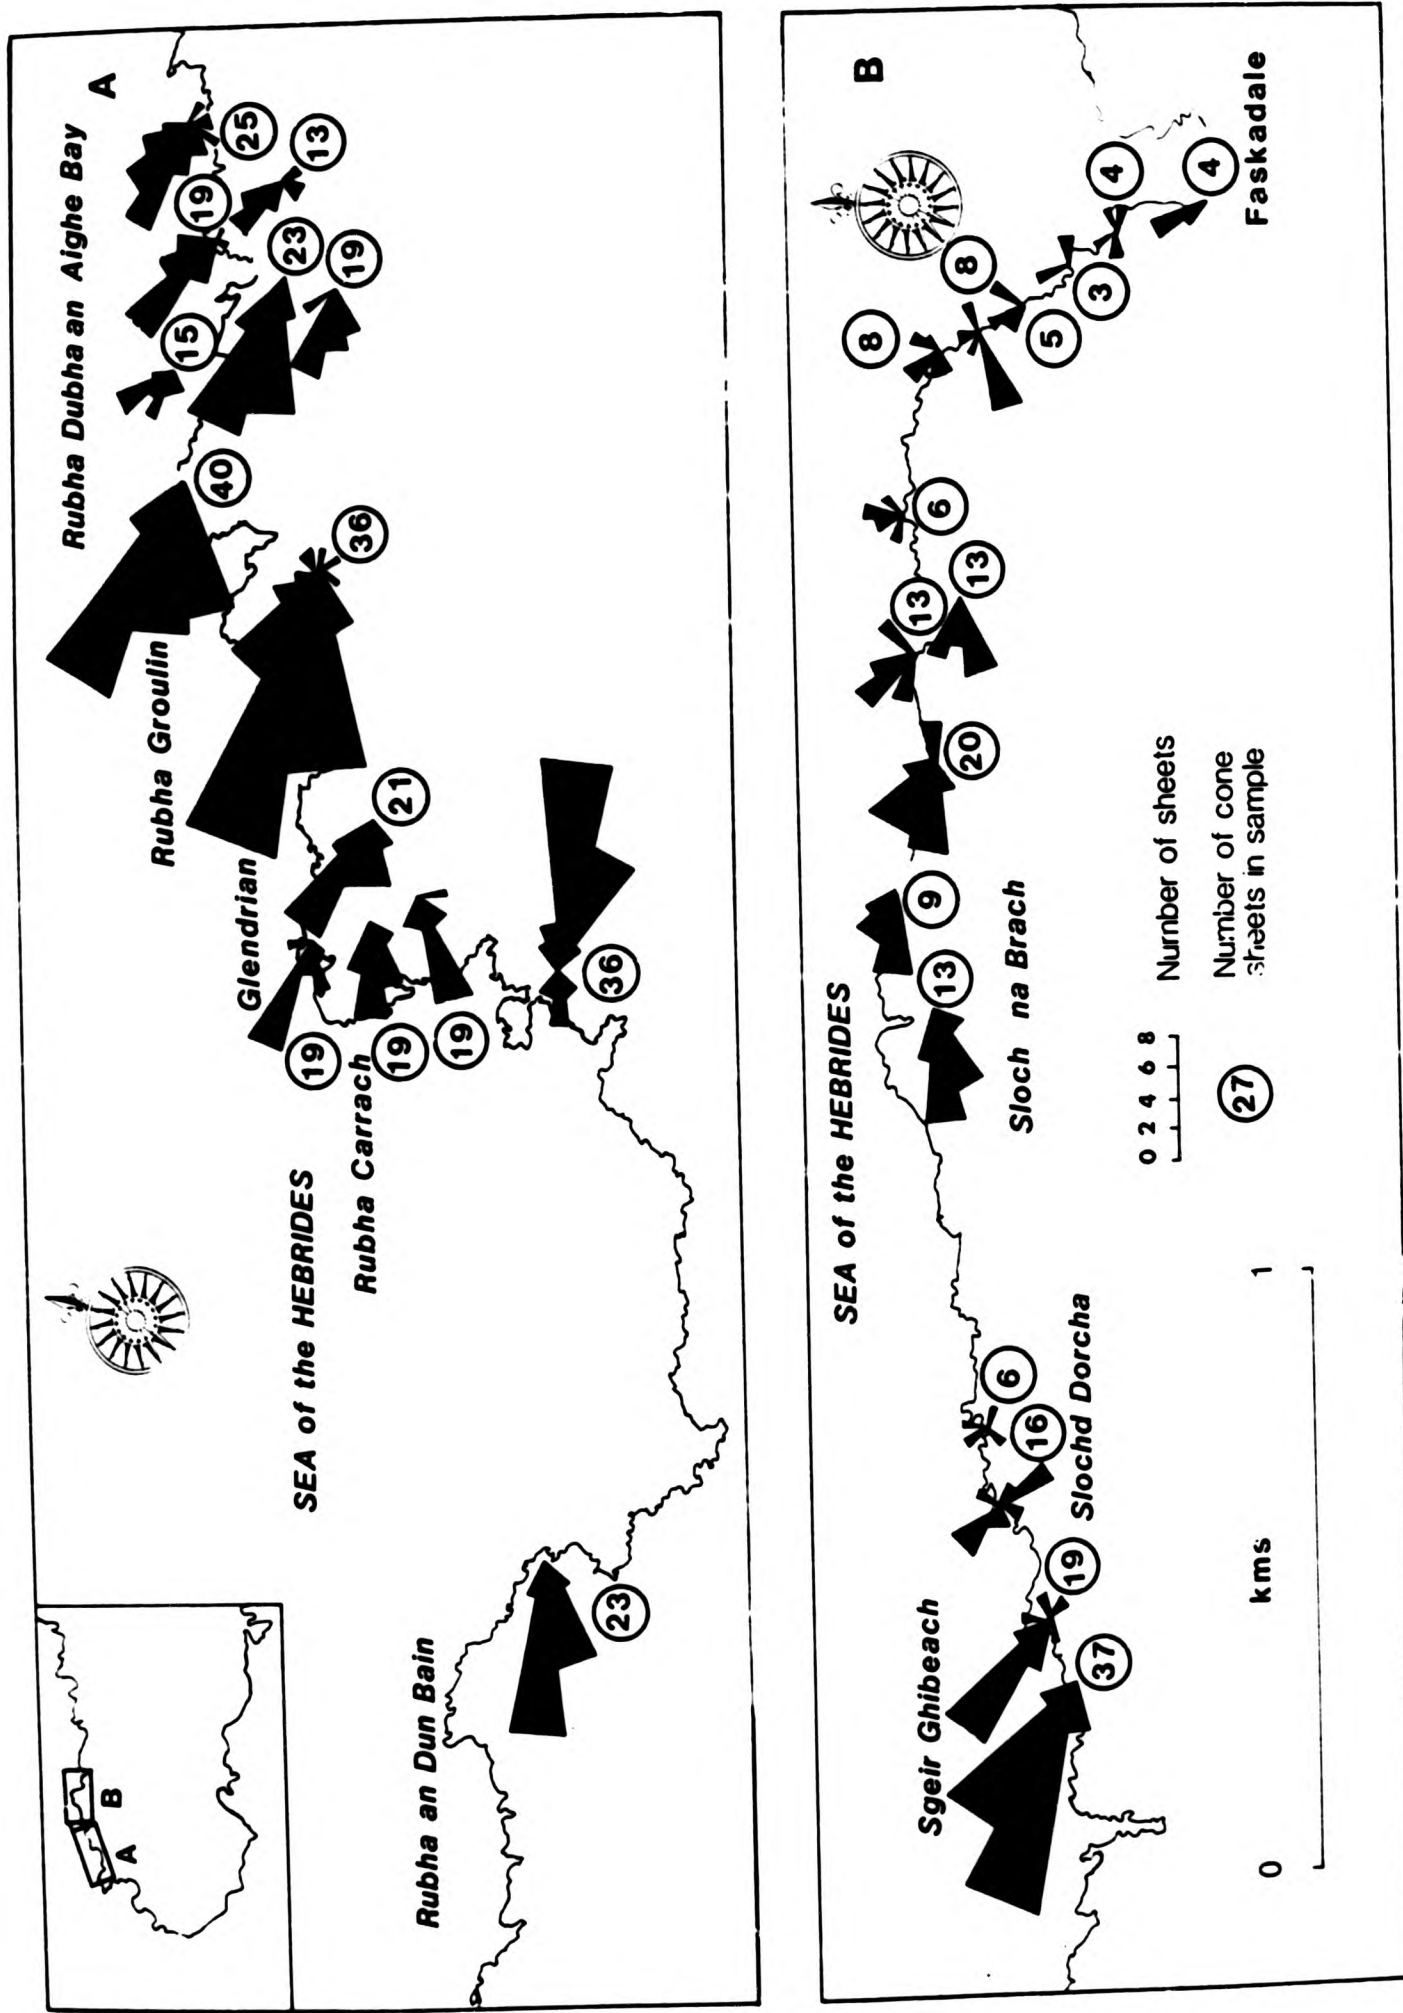 A
Rubha Dubha an Aighe Bay
25
13
19
23
19
15
40
36
Rubha Groulin
Glendrian
21
19
19
19
36
Rubha Carrach
SEA of the HEBRIDES
Rubha an Dun Bain
23
A
B
B
SEA of the HEBRIDES
Sgeir Ghibeach
37
19
16
6
Slochd Dorcha
13
9
Sloch na Brach
20
13
13
6
8
8
5
3
4
4
Faskadale
0 2 4 6 8
Number of sheets
27
Number of cone
sheets in sample
0
1
kms